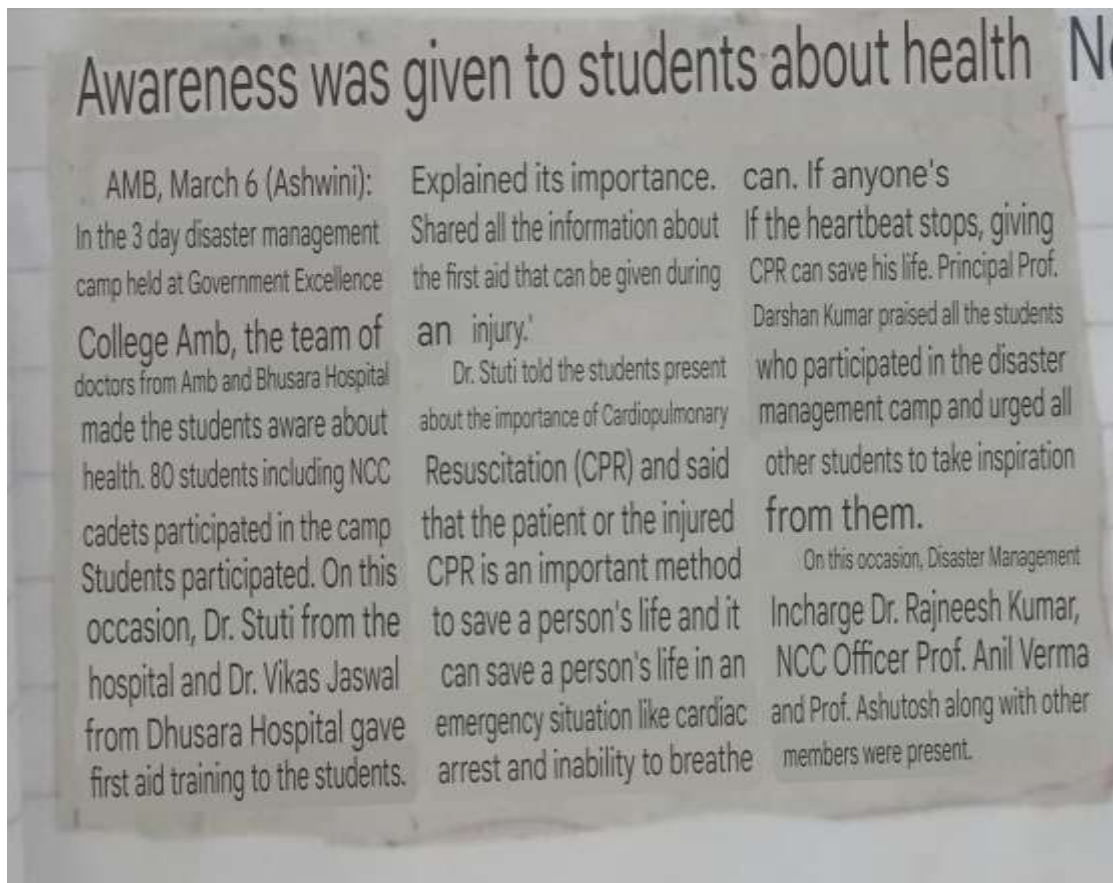 Awareness was given to students about health
AMB, March 6 (Ashwini):
In the 3 day disaster management
camp held at Government Excellence
College Amb, the team of
doctors from Amb and Bhusara Hospital
made the students aware about
health. 80 students including NCC
cadets participated in the camp
Students participated. On this
occasion, Dr. Stuti from the
hospital and Dr. Vikas Jaswal
from Dhusara Hospital gave
first aid training to the students.
Explained its importance.
Shared all the information about
the first aid that can be given during
an injury.'
Dr. Stuti told the students present
about the importance of Cardiopulmonary
Resuscitation (CPR) and said
that the patient or the injured
CPR is an important method
to save a person's life and it
can save a person's life in an
emergency situation like cardiac
arrest and inability to breathe
can. If anyone's
If the heartbeat stops, giving
CPR can save his life. Principal Prof.
Darshan Kumar praised all the students
who participated in the disaster
management camp and urged all
other students to take inspiration
from them.
On this occasion, Disaster Management
Incharge Dr. Rajneesh Kumar,
NCC Officer Prof. Anil Verma
and Prof. Ashutosh along with other
members were present.